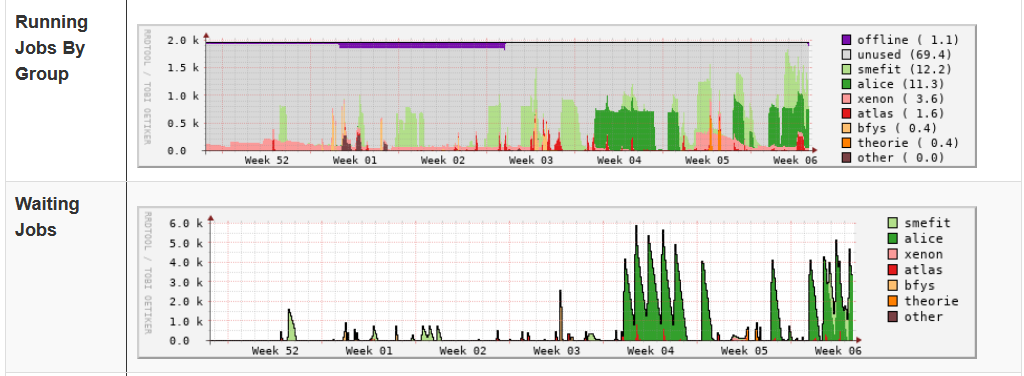 Running
Jobs By
Group
RRDTOOL / TOBI OETIKER
2.0 k
1.5 k
1.0 k
0.5 k
0.0
Week 52 Week 01 Week 02 Week 03 Week 04 Week 05 Week 06
offline ( 1.1)
unused (69.4)
smefit (12.2)
alice (11.3)
xenon ( 3.6)
atlas ( 1.6)
bfys ( 0.4)
theorie ( 0.4)
other ( 0.0)
Waiting
Jobs
RRDTOOL / TOBI OETIKER
6.0 k
5.0 k
4.0 k
3.0 k
2.0 k
1.0 k
0.0
Week 52 Week 01 Week 02 Week 03 Week 04 Week 05 Week 06
smefit
alice
xenon
atlas
bfys
theorie
other